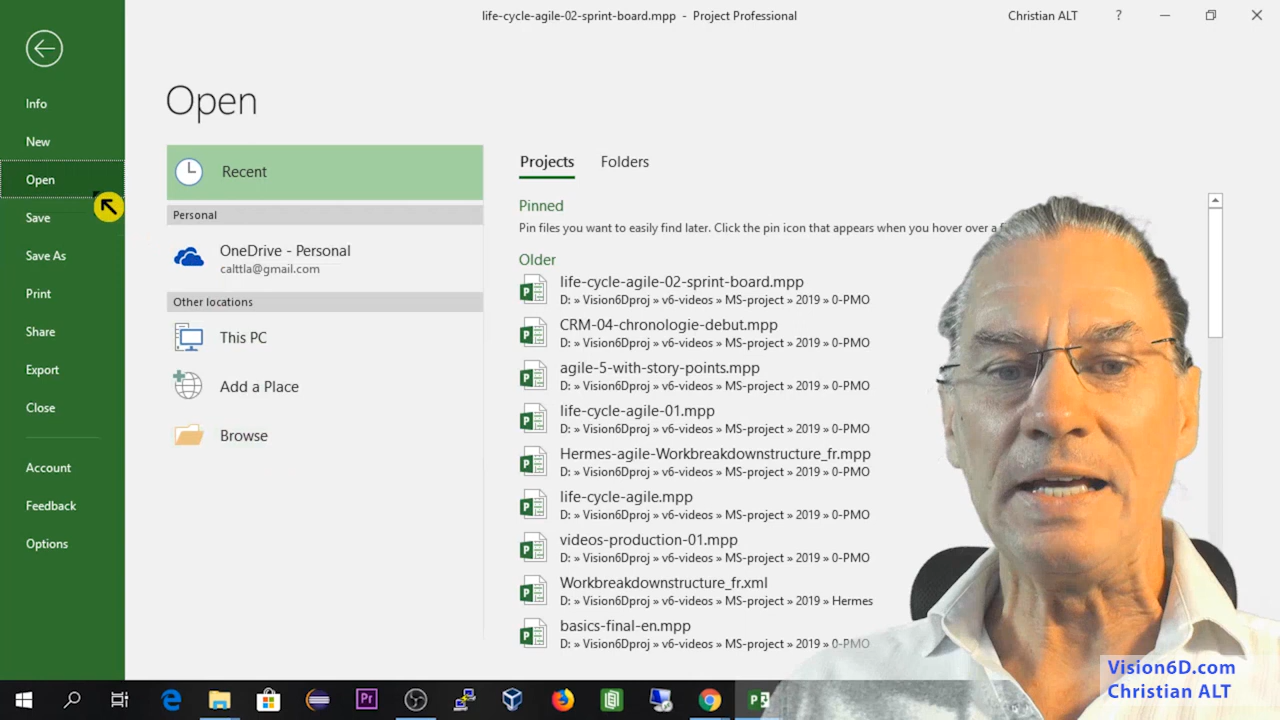 life-cycle-agile-02-sprint-board.mpp - Project Professional
Christian ALT
?
Info
New
Open
Save
Save As
Print
Share
Export
Close
Account
Feedback
Options
Open
Recent
Personal
OneDrive - Personal
calttla@gmail.com
Other locations
This PC
Add a Place
Browse
Projects
Folders
Pinned
Pin files you want to easily find later. Click the pin icon that appears when you hover over a
Older
life-cycle-agile-02-sprint-board.mpp
D: » Vision6Dproj » v6-videos » MS-project » 2019 » 0-PMO
CRM-04-chronologie-debut.mpp
D: » Vision6Dproj » v6-videos » MS-project » 2019 » 0-PMO
agile-5-with-story-points.mpp
D: » Vision6Dproj » v6-videos » MS-project » 2019 » 0-PMO
life-cycle-agile-01.mpp
D: » Vision6Dproj » v6-videos » MS-project » 2019 » 0-PMO
Hermes-agile-Workbreakdownstructure_fr.mpp
D: » Vision6Dproj » v6-videos » MS-project » 2019 » 0-PMO
life-cycle-agile.mpp
D: » Vision6Dproj » v6-videos » MS-project » 2019 » 0-PMO
videos-production-01.mpp
D: » Vision6Dproj » v6-videos » MS-project » 2019 » 0-PMO
Workbreakdownstructure_fr.xml
D: » Vision6Dproj » v6-videos » MS-project » 2019 » Hermes
basics-final-en.mpp
D: » Vision6Dproj » v6-videos » MS-project » 2019 » 0-PMO
Vision6D.com
Christian ALT
Pr